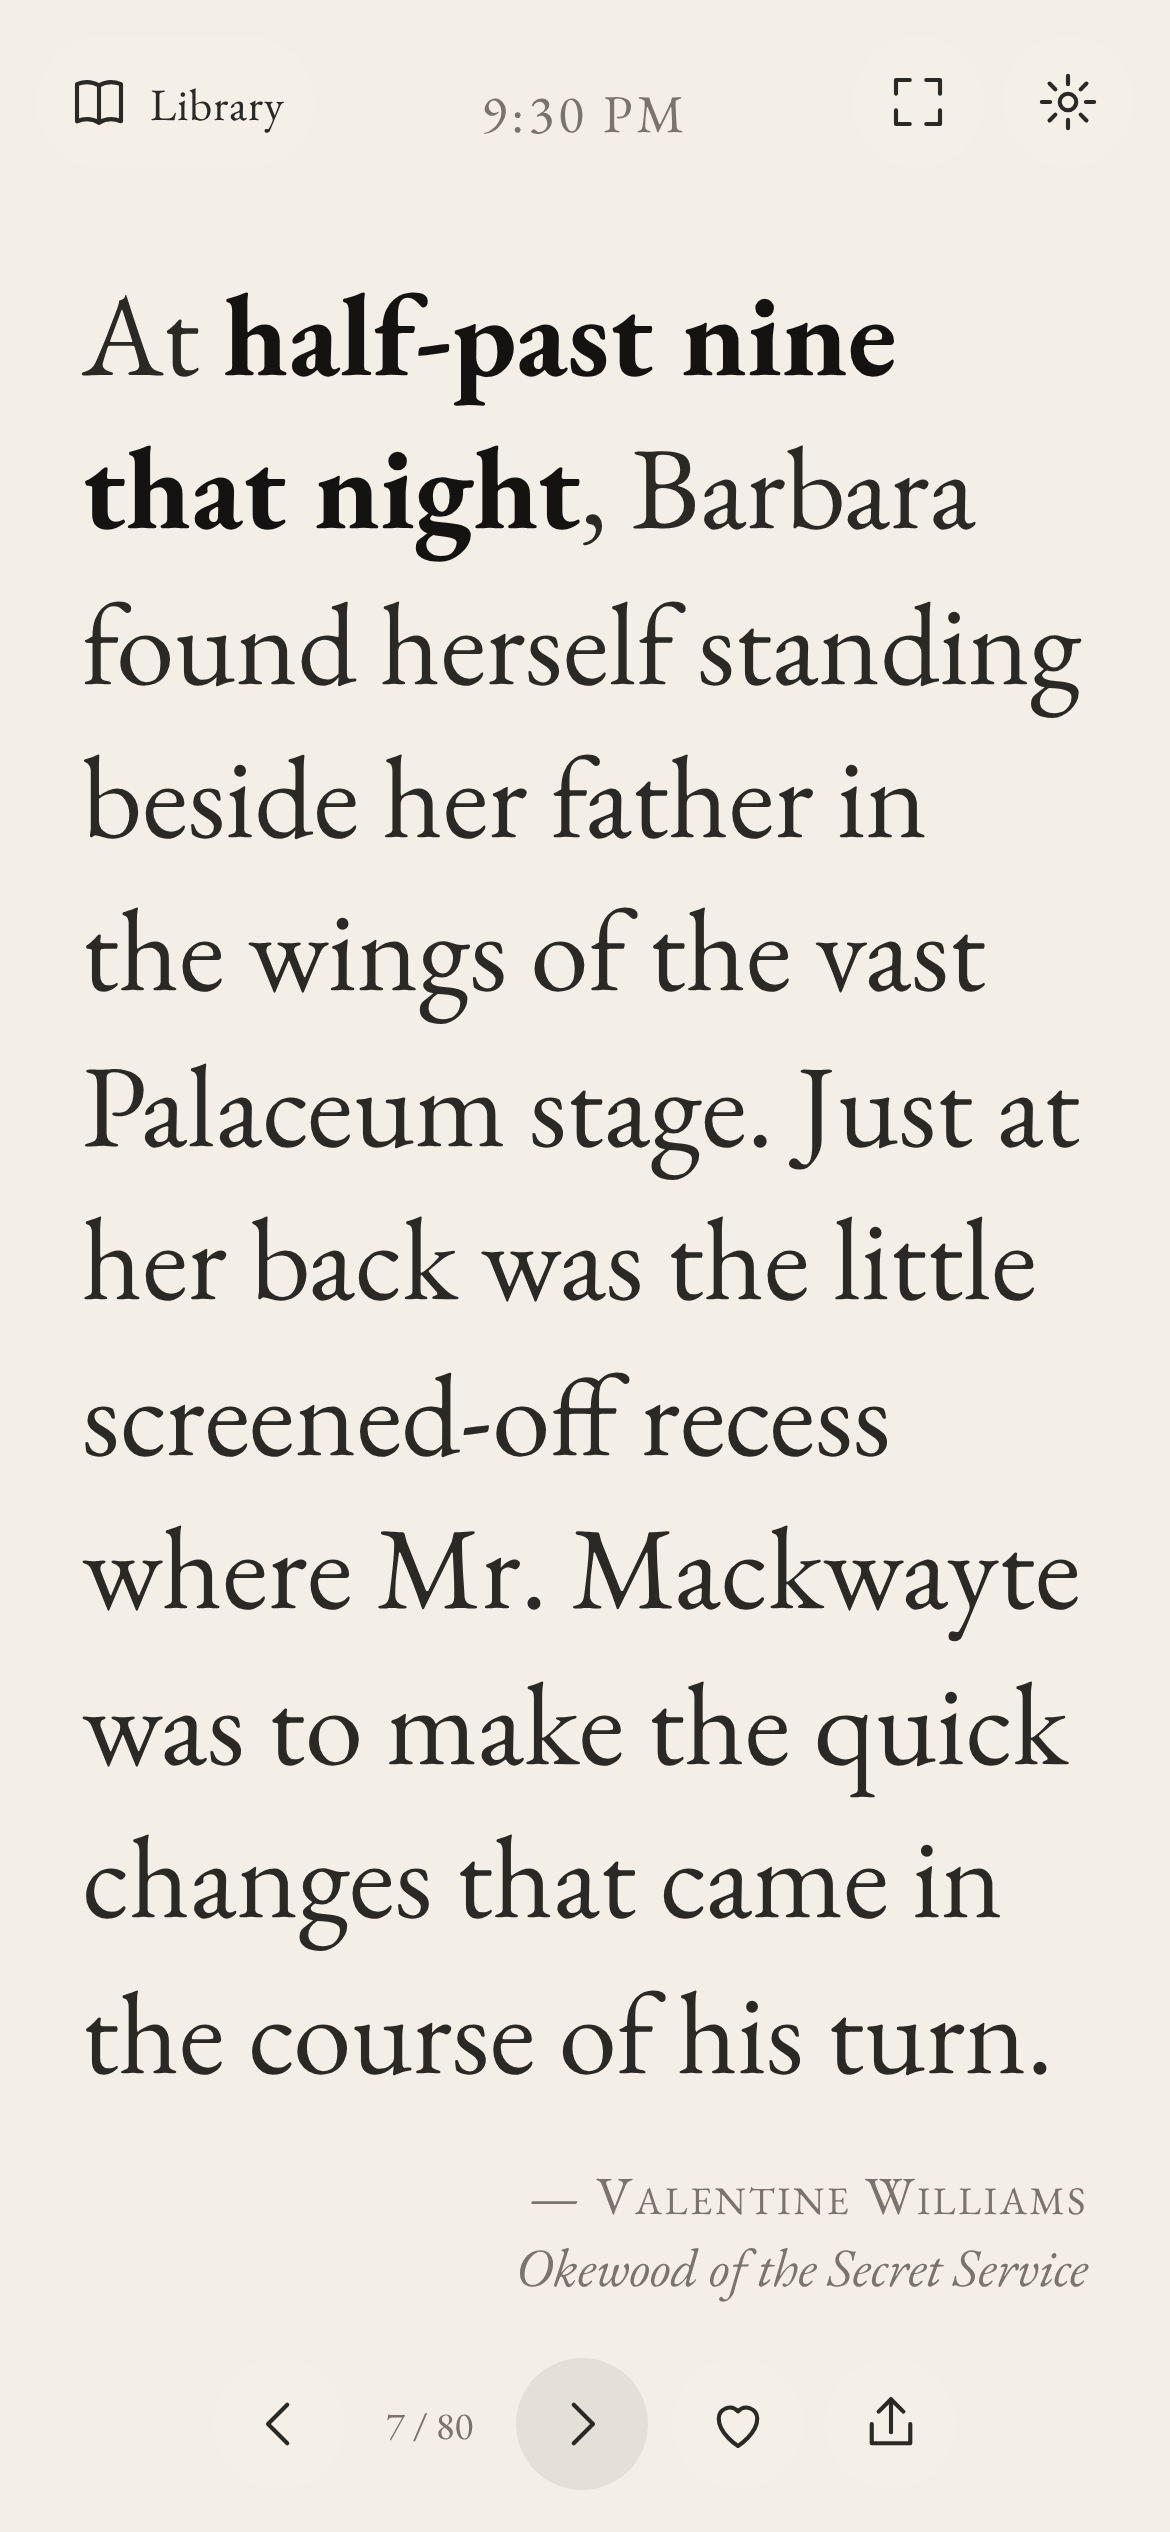 Library
9:30 PM
At half-past nine
that night, Barbara
found herself standing
beside her father in
the wings of the vast
Palaceum stage. Just at
her back was the little
screened-off recess
where Mr. Mackwayte
was to make the quick
changes that came in
the course of his turn.
— Valentine Williams
Okewood of the Secret Service
7 / 80